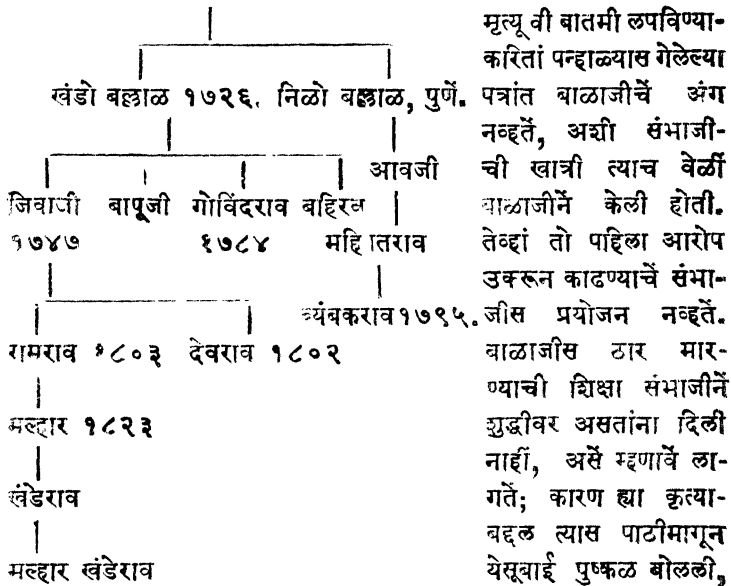 खंडो बल्लाळ १७२६. निळो बल्लाळ, पुणें.
आवजी
जिवाजी बापूजी गोविंदराव बहिरव
१७४७ १७८४ महिपतराव
त्र्यंबकराव १७९५.
रामराव १८०३ देवराव १८०२
मल्हार १८२३
खंडेराव
मल्हार खंडेराव
मृत्यू वी बातमी लपविण्या-
करितां पन्हाळ्यास गेलेल्या
पत्रांत बाळाजीचें अंग
नव्हतें, अशी संभाजी-
ची खात्री त्याच वेळीं
बाळाजीनें केली होती.
तेव्हां तो पहिला आरोप
उकरून काढण्याचें संभा-
जीस प्रयोजन नव्हतें.
बाळाजीस ठार मार-
ण्याची शिक्षा संभाजीनें
शुद्धीवर असतांना दिली
नाहीं, असें म्हणावें ला-
गतें; कारण ह्या कृत्या-
बद्दल त्यास पाठीमागून
येसूबाई पुष्कळ बोलली,